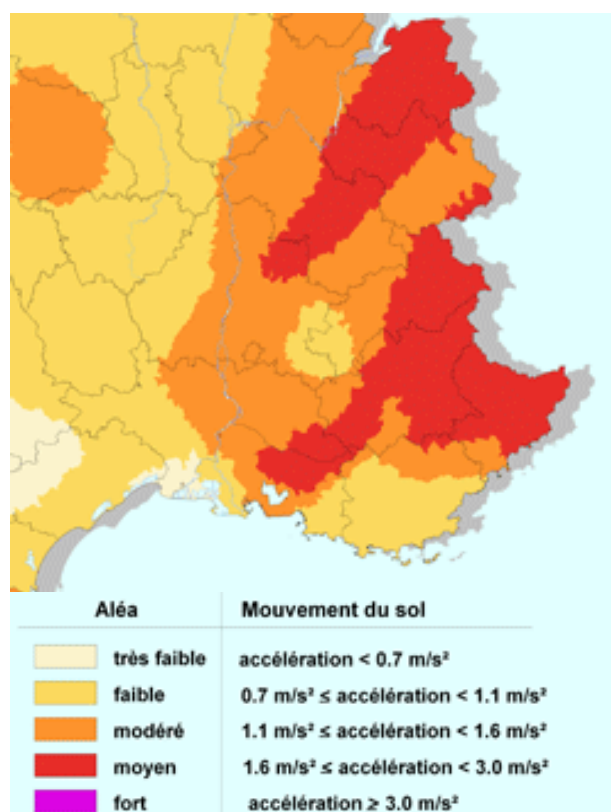 Aléa Mouvement du sol
très faible accélération < 0.7 m/s²
faible 0.7 m/s² ≤ accélération < 1.1 m/s²
modéré 1.1 m/s² ≤ accélération < 1.6 m/s²
moyen 1.6 m/s² ≤ accélération < 3.0 m/s²
fort accélération ≥ 3.0 m/s²